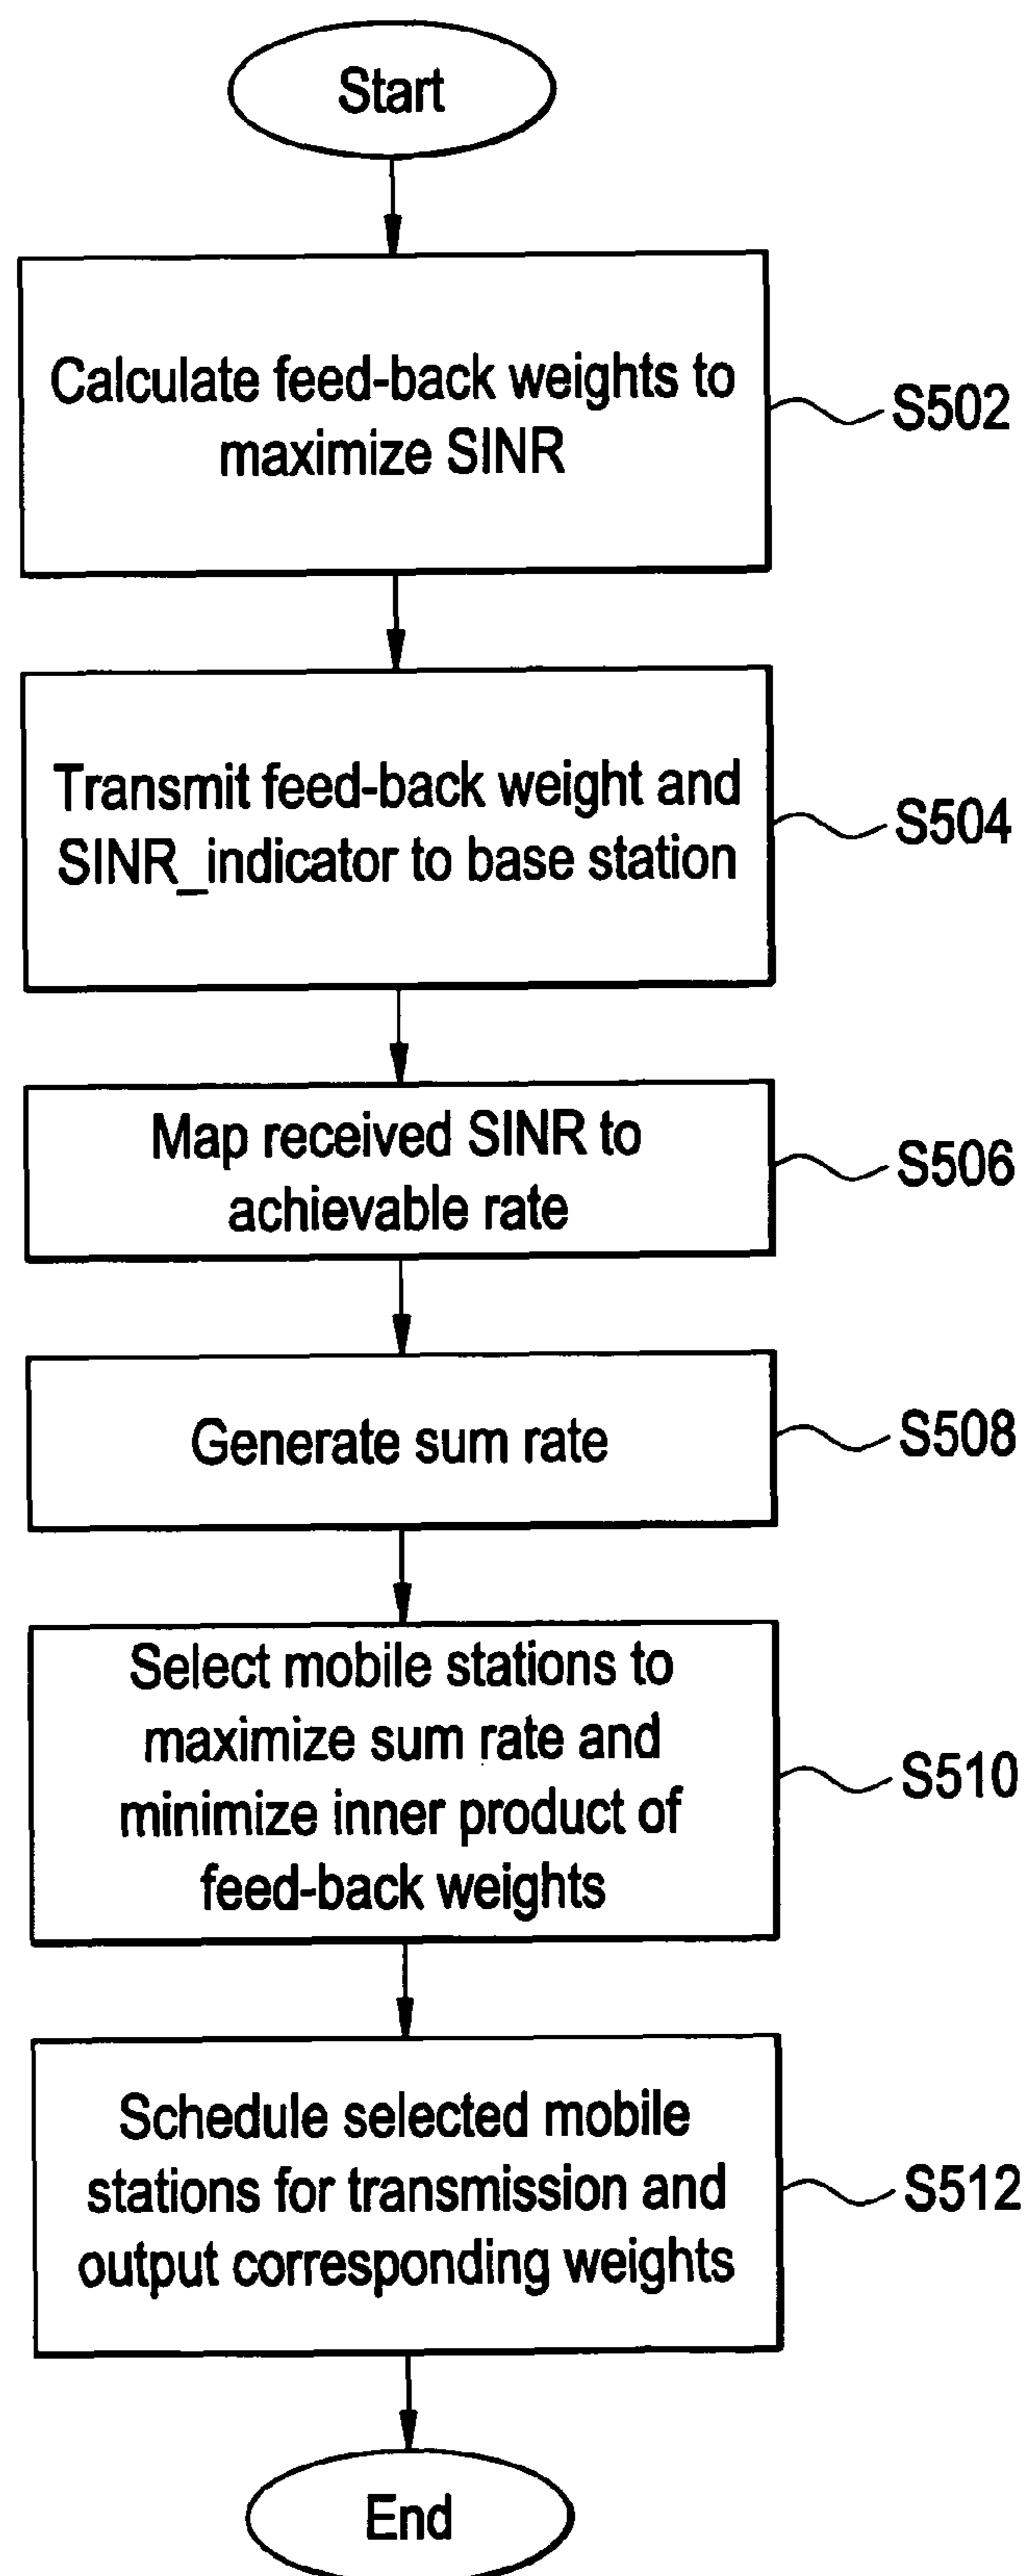 Start
Calculate feed-back weights to
maximize SINR
S502
Transmit feed-back weight and
SINR_indicator to base station
S504
Map received SINR to
achievable rate
S506
Generate sum rate
S508
Select mobile stations to
maximize sum rate and
minimize inner product of
feed-back weights
S510
Schedule selected mobile
stations for transmission and
output corresponding weights
S512
End